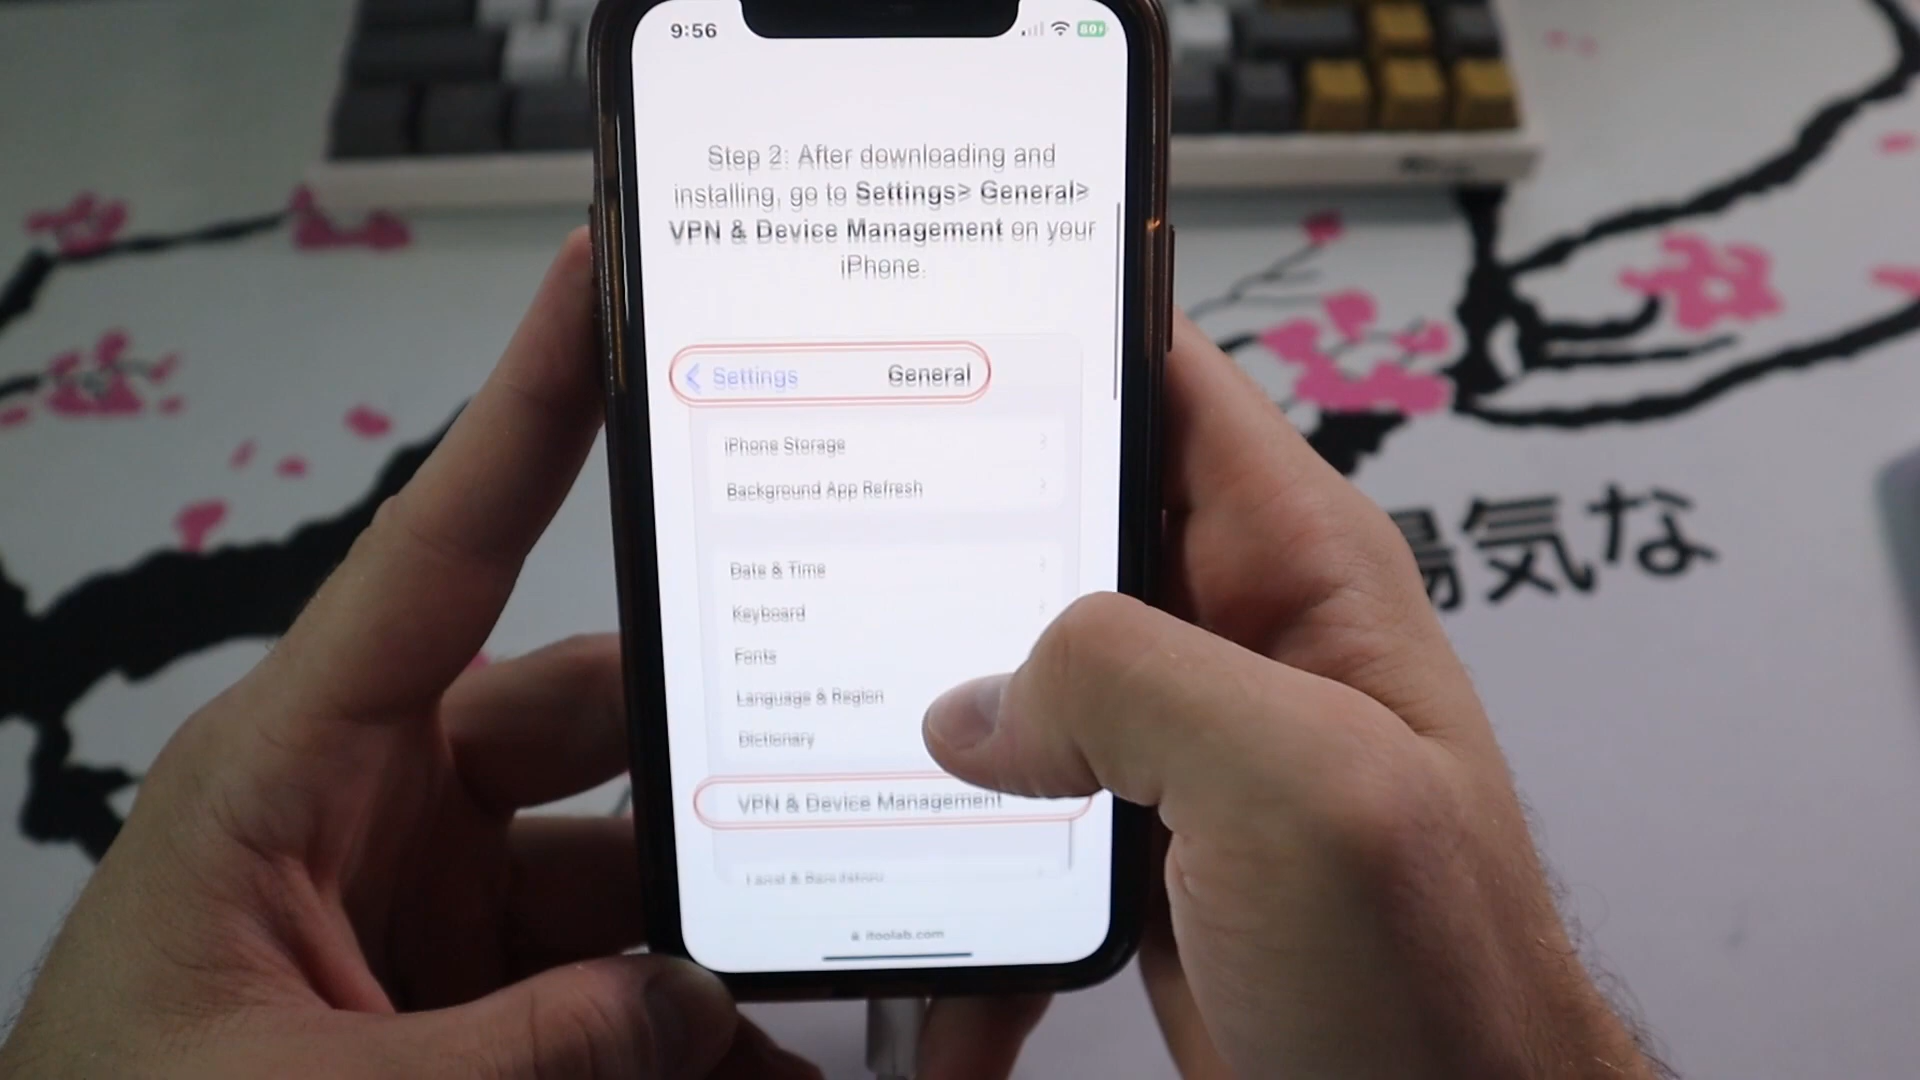 9:56
80
Step 2: After downloading and
installing, go to Settings> General>
VPN & Device Management on your
iPhone.
Settings
General
iPhone Storage
Background App Refresh
Date & Time
Keyboard
Fonts
Language & Region
Dictionary
VPN & Device Management
itoolab.com
陽気な